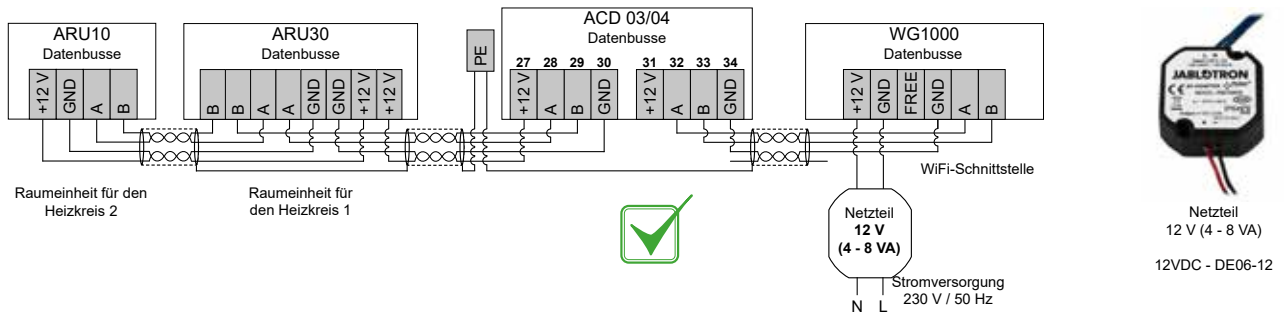 ARU10
Datenbusse
+12 V
GND
A
B
ARU30
Datenbusse
B
B
A
A
GND
GND
+12 V
+12 V
PE
ACD 03/04
Datenbusse
27 28 29 30 31 32 33 34
+12 V
A
B
GND
+12 V
A
B
GND
WG1000
Datenbusse
+12 V
GND
FREE
GND
A
B
Raumeinheit für den
Heizkreis 2
Raumeinheit für
den Heizkreis 1
WiFi-Schnittstelle
Netzteil
12 V
(4 - 8 VA)
Stromversorgung
230 V / 50 Hz
N L
JABLOTRON
Netzteil
12 V (4 - 8 VA)
12VDC - DE06-12